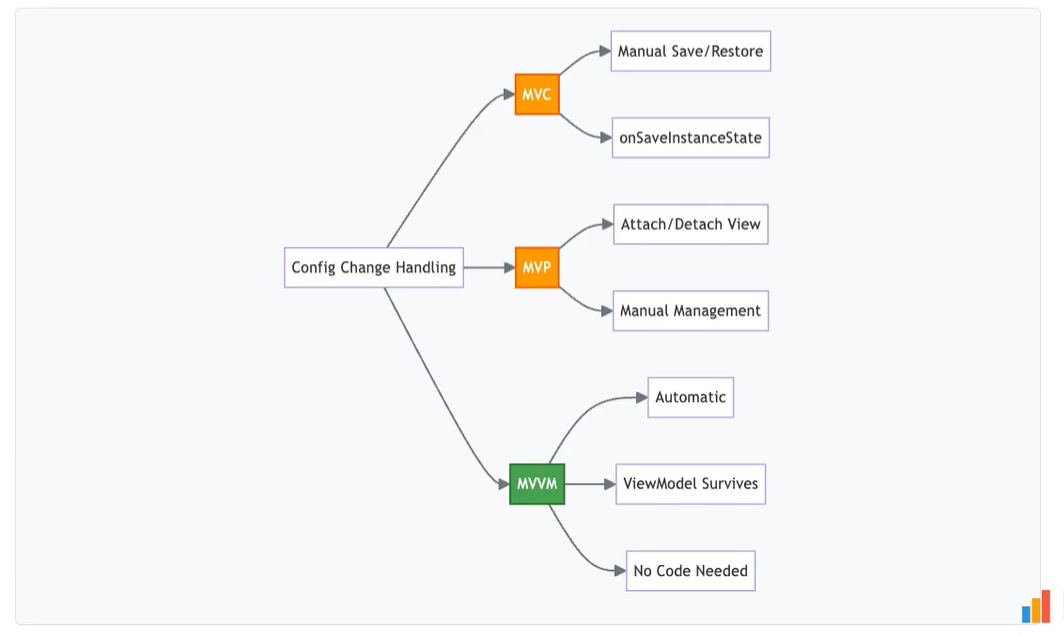 Manual Save/Restore
MVC
onSaveInstanceState
Attach/Detach View
Config Change Handling
MVP
Manual Management
Automatic
MVVM
ViewModel Survives
No Code Needed